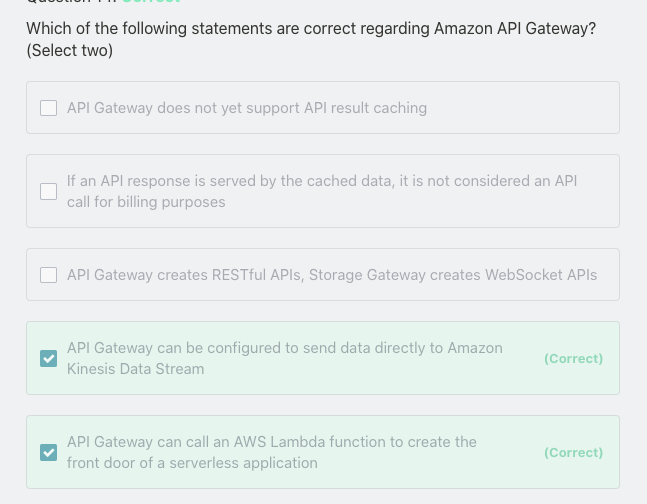 Correct
Which of the following statements are correct regarding Amazon API Gateway?
(Select two)
API Gateway does not yet support API result caching
If an API response is served by the cached data, it is not considered an API
call for billing purposes
API Gateway creates RESTful APIs, Storage Gateway creates WebSocket APIs
API Gateway can be configured to send data directly to Amazon
Kinesis Data Stream
(Correct)
API Gateway can call an AWS Lambda function to create the
front door of a serverless application
(Correct)